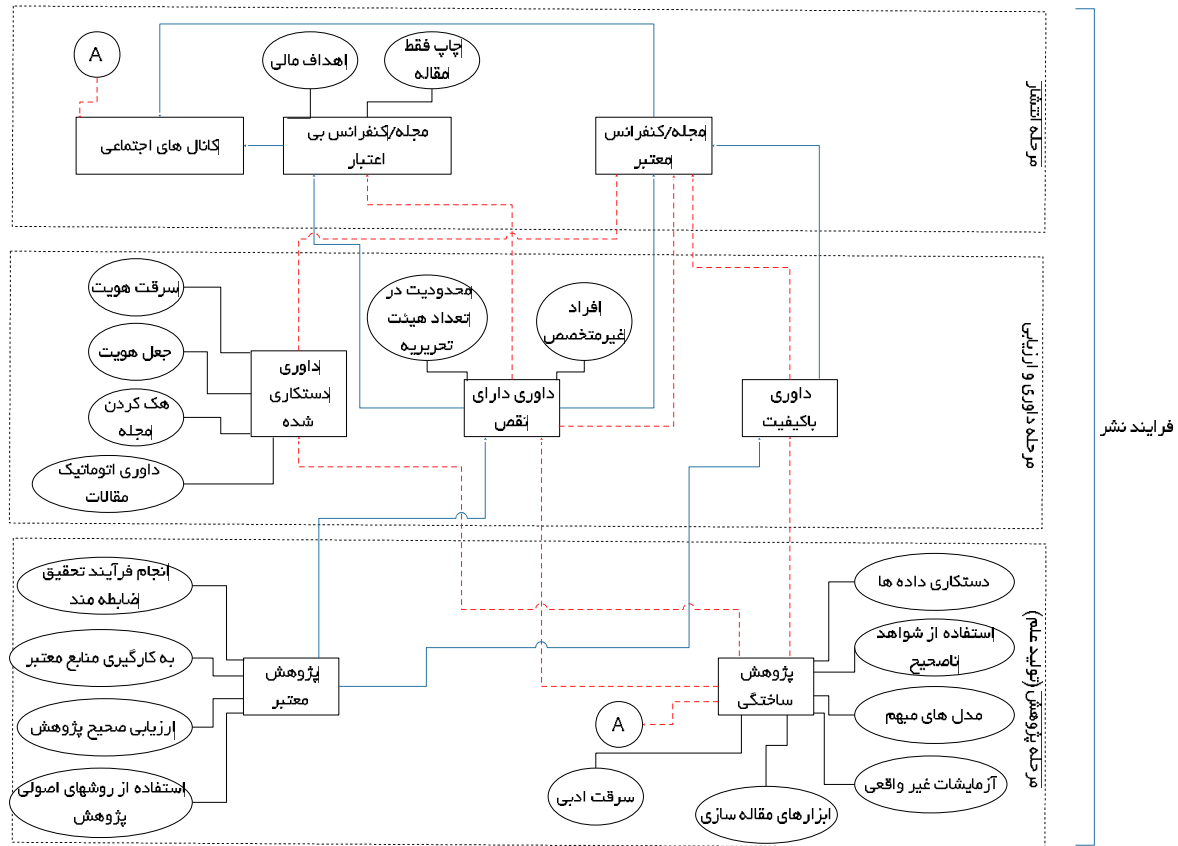 فرایند نشر
مرحله انتشار
A
اهداف مالی
چاپ فقط
مقاله
کانال های اجتماعی
مجله/کنفرانس بی
اعتبار
مجله/کنفرانس
معتبر
مرحله داوری و ارزیابی
سرقت هویت
جعل هویت
هک کردن
مجله
داوری اتوماتیک
مقالات
محدودیت در
تعداد هیئت
تحریریه
افراد
غیرمتخصص
داوری
دستکاری
شده
داوری دارای
نقص
داوری
باکیفیت
مرحله پژوهش (تولید علم)
انجام فرآیند تحقیق
ضابطه مند
به کارگیری منابع معتبر
ارزیابی صحیح پژوهش
استفاده از روشهای اصولی
پژوهش
پژوهش
معتبر
پژوهش
ساختگی
A
دستکاری داده ها
استفاده از شواهد
ناصحیح
مدل های مبهم
آزمایشات غیر واقعی
سرقت ادبی
ابزارهای مقاله سازی